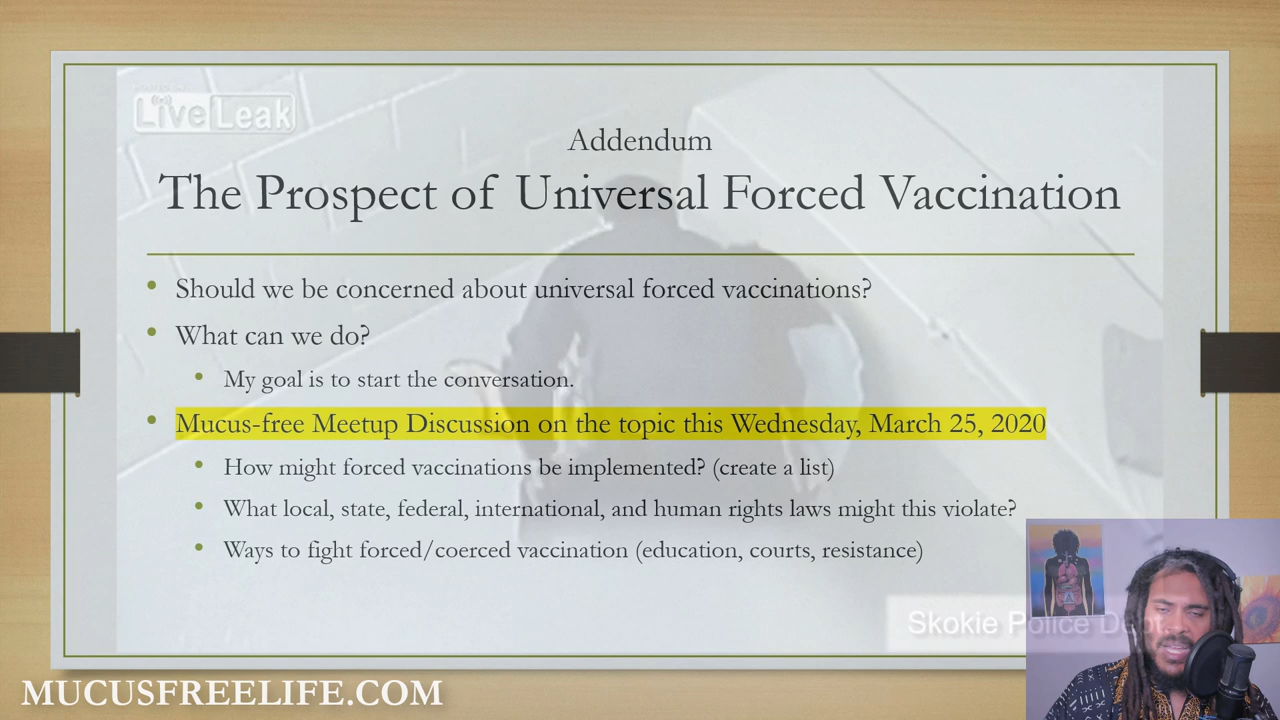 LiveLeak
Addendum
The Prospect of Universal Forced Vaccination
Should we be concerned about universal forced vaccinations?
What can we do?
My goal is to start the conversation.
Mucus-free Meetup Discussion on the topic this Wednesday, March 25, 2020
How might forced vaccinations be implemented? (create a list)
What local, state, federal, international, and human rights laws might this violate?
Ways to fight forced/coerced vaccination (education, courts, resistance)
Skokie Police Dept
MUCUSFREELIFE.COM